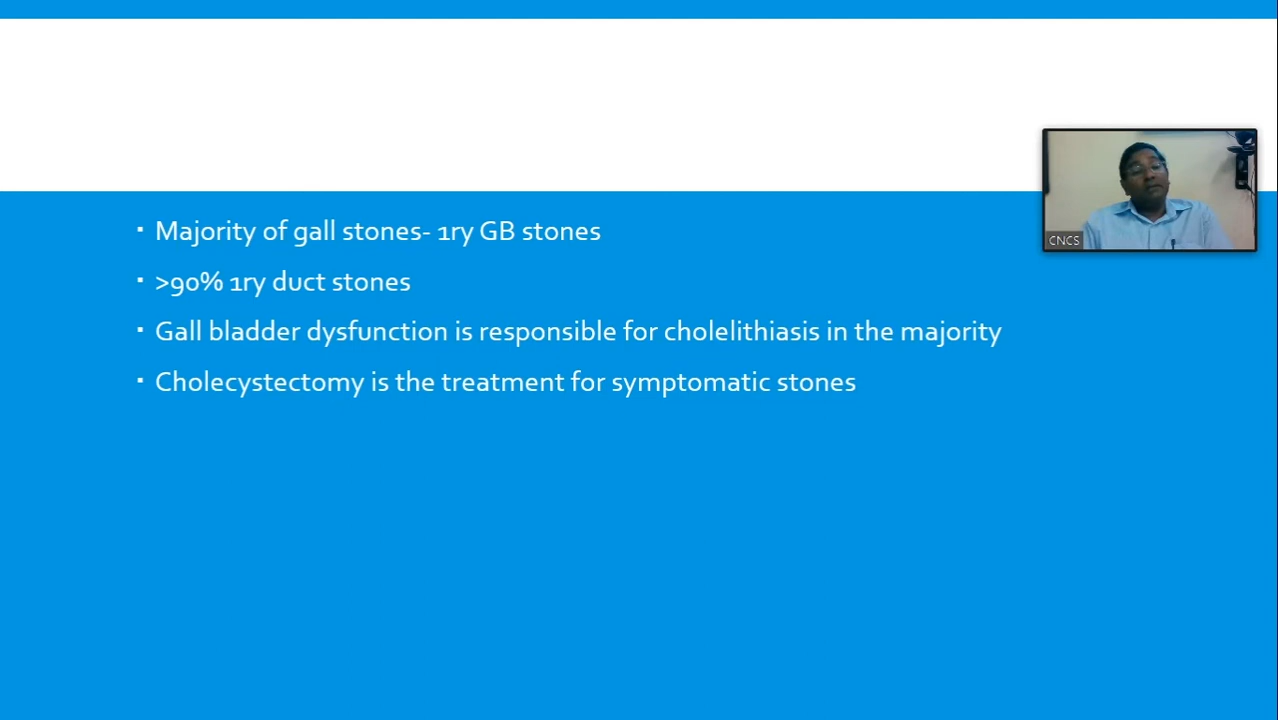 Majority of gall stones- 1ry GB stones
>90% 1ry duct stones
Gall bladder dysfunction is responsible for cholelithiasis in the majority
Cholecystectomy is the treatment for symptomatic stones
CNCS